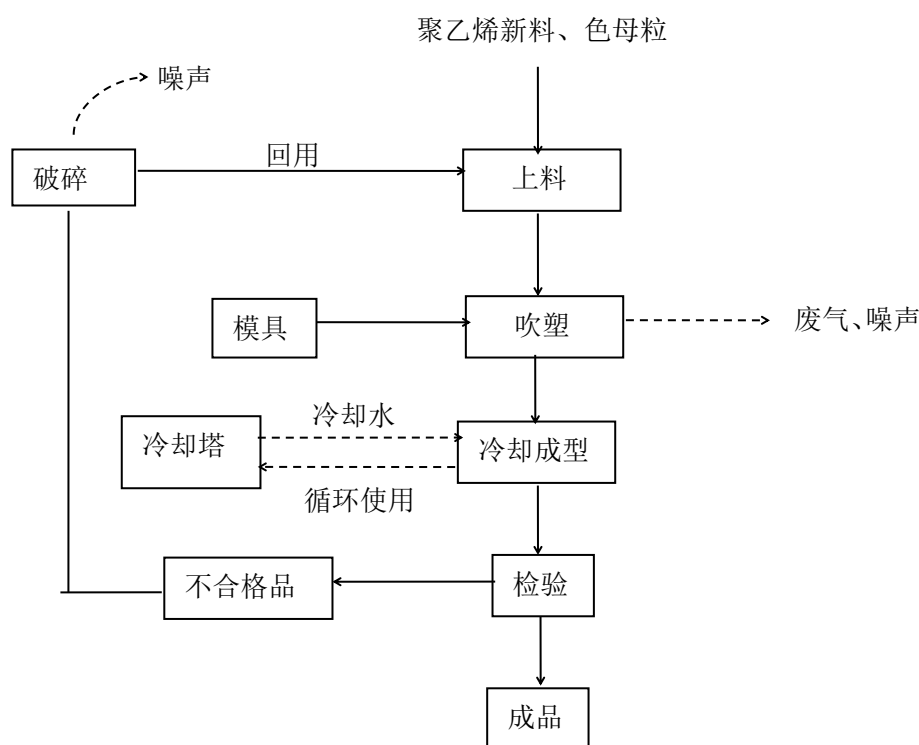 聚乙烯新料、色母粒
噪声
破碎
回用
上料
模具
吹塑
废气、噪声
冷却塔
冷却水
冷却成型
循环使用
不合格品
检验
成品